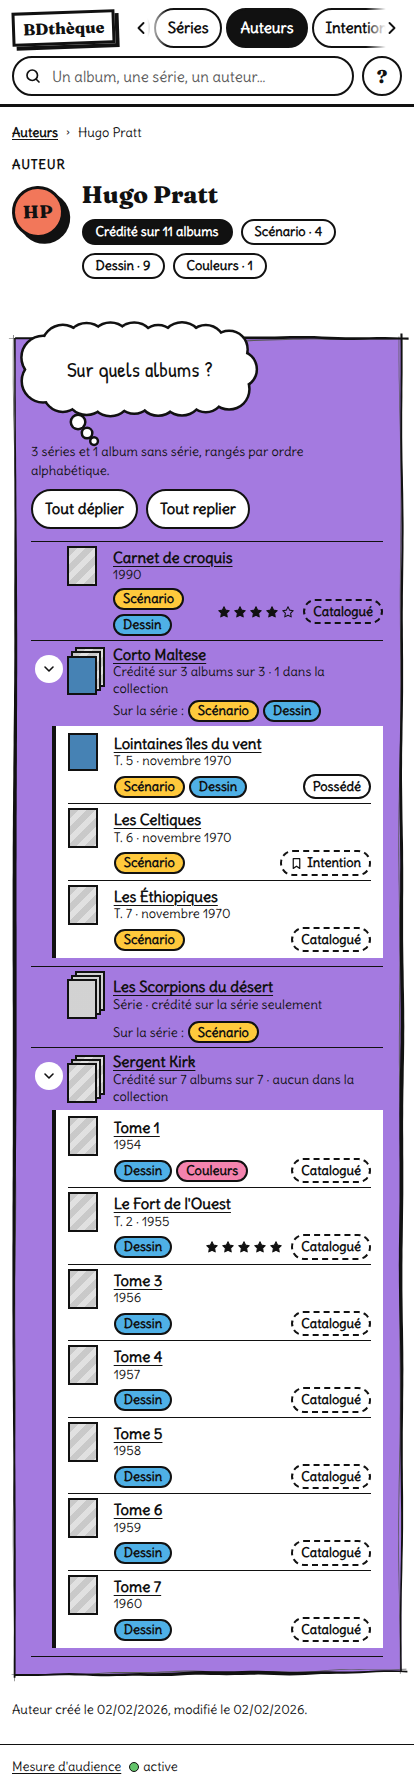 BDthèque
Séries
Auteurs
Intention
Un album, une série, un auteur...
?
Auteurs › Hugo Pratt
AUTEUR
HP
Hugo Pratt
Crédité sur 11 albums
Scénario · 4
Dessin · 9
Couleurs · 1
Sur quels albums ?
3 séries et 1 album sans série, rangés par ordre
alphabétique.
Tout déplier
Tout replier
Carnet de croquis
1990
Scénario
Dessin
Catalogué
Corto Maltese
Crédité sur 3 albums sur 3 · 1 dans la
collection
Sur la série : Scénario Dessin
Lointaines îles du vent
T. 5 · novembre 1970
Scénario Dessin Possédé
Les Celtiques
T. 6 · novembre 1970
Scénario Intention
Les Éthiopiques
T. 7 · novembre 1970
Scénario Catalogué
Les Scorpions du désert
Série · crédité sur la série seulement
Sur la série : Scénario
Sergent Kirk
Crédité sur 7 albums sur 7 · aucun dans la
collection
Tome 1
1954
Dessin Couleurs Catalogué
Le Fort de l'Ouest
T. 2 · 1955
Dessin Catalogué
Tome 3
1956
Dessin Catalogué
Tome 4
1957
Dessin Catalogué
Tome 5
1958
Dessin Catalogué
Tome 6
1959
Dessin Catalogué
Tome 7
1960
Dessin Catalogué
Auteur créé le 02/02/2026, modifié le 02/02/2026.
Mesure d'audience active